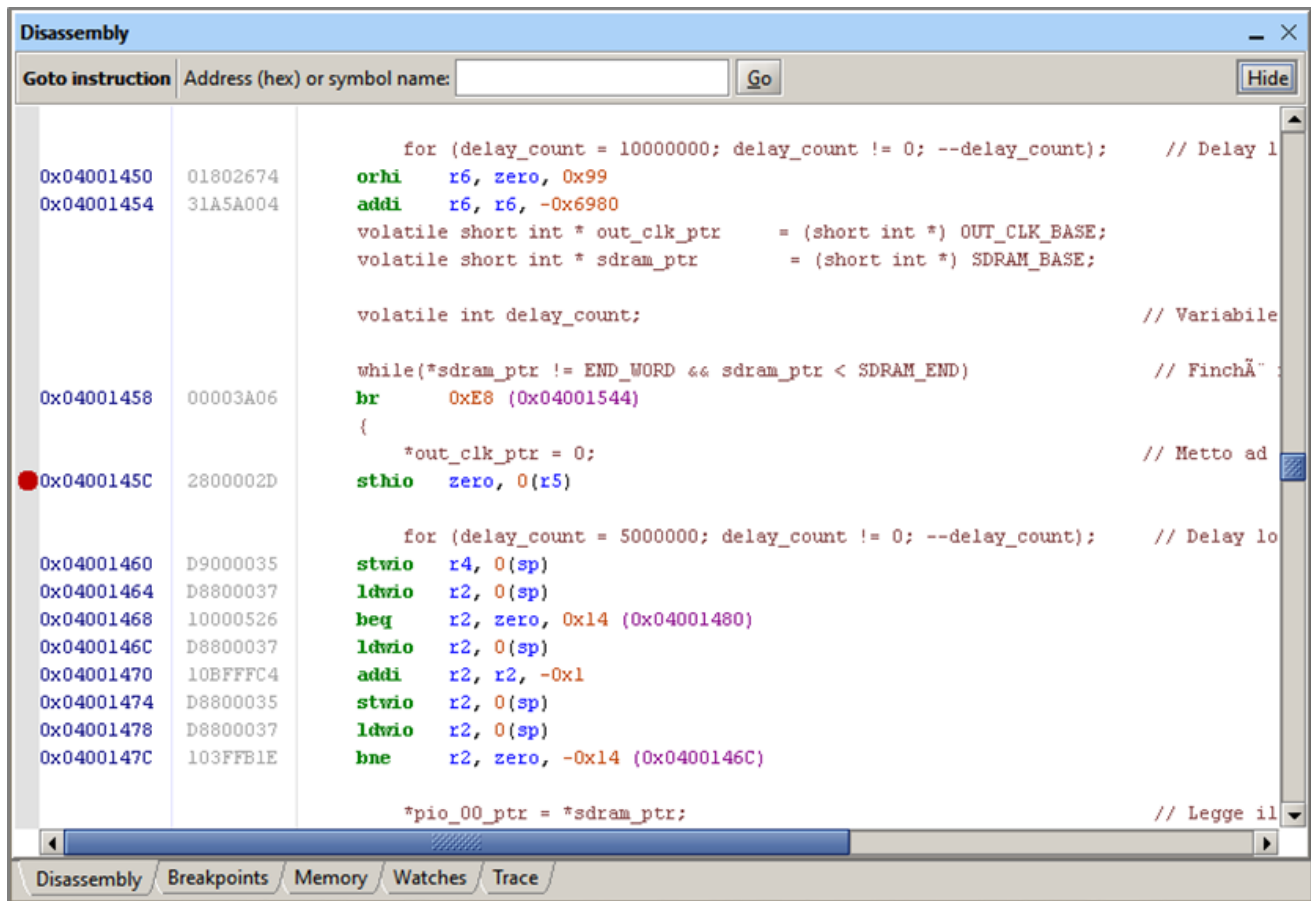 Disassembly
Goto instruction Address (hex) or symbol name: Go Hide
for (delay_count = 10000000; delay_count != 0; --delay_count); // Delay l
0x04001450 01802674 orhi r6, zero, 0x99
0x04001454 31A5A004 addi r6, r6, -0x6980
volatile short int * out_clk_ptr = (short int *) OUT_CLK_BASE;
volatile short int * sdram_ptr = (short int *) SDRAM_BASE;
volatile int delay_count; // Variabile
while(*sdram_ptr != END_WORD && sdram_ptr < SDRAM_END) // Finchã¨
0x04001458 00003A06 br 0xE8 (0x04001544)
{
*out_clk_ptr = 0; // Metto ad
0x0400145C 2800002D sthio zero, 0(r5)
for (delay_count = 5000000; delay_count != 0; --delay_count); // Delay lo
0x04001460 D9000035 stwio r4, 0(sp)
0x04001464 D8800037 ldwio r2, 0(sp)
0x04001468 10000526 beq r2, zero, 0x14 (0x04001480)
0x0400146C D8800037 ldwio r2, 0(sp)
0x04001470 10BFFFC4 addi r2, r2, -0x1
0x04001474 D8800035 stwio r2, 0(sp)
0x04001478 D8800037 ldwio r2, 0(sp)
0x0400147C 103FFB1E bne r2, zero, -0x14 (0x0400146C)
*pio_00_ptr = *sdram_ptr; // Legge il
Disassembly Breakpoints Memory Watches Trace